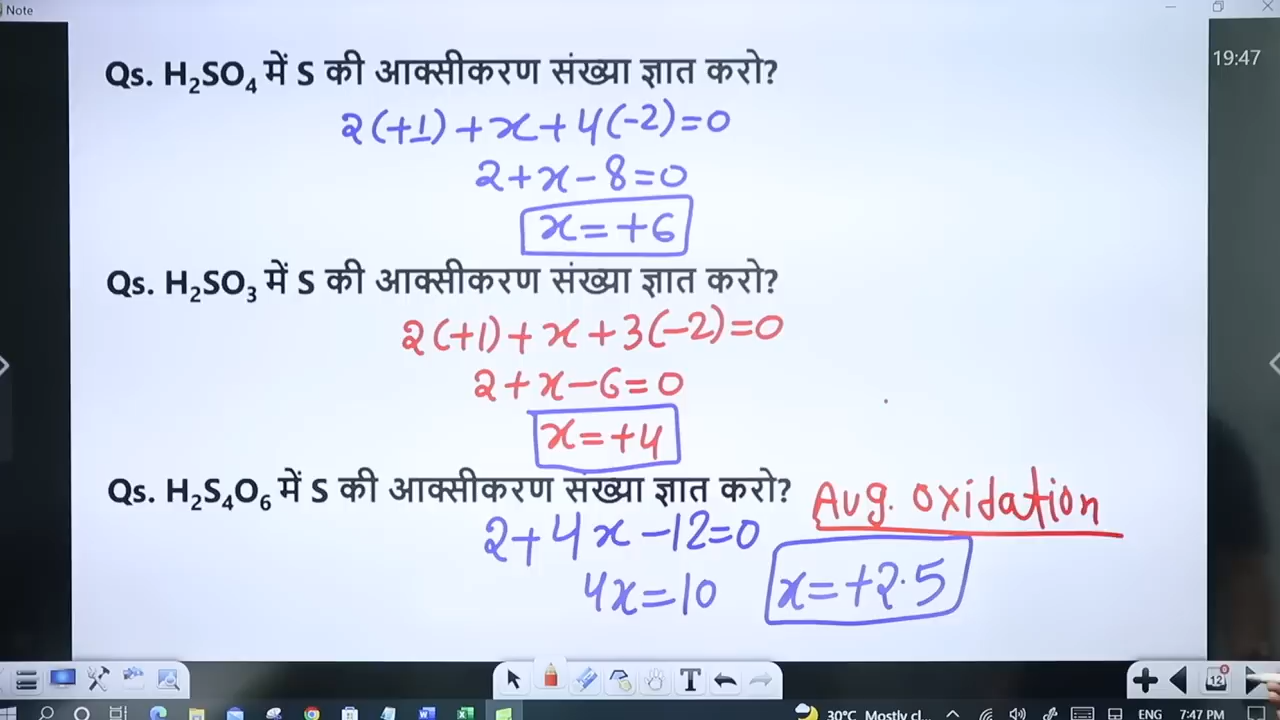 Note
19:47
Qs. H₂SO₄ में S की आक्सीकरण संख्या ज्ञात करो?
2(+1)+x+4(-2)=0
2+x-8=0
x=+6
Qs. H₂SO₃ में S की आक्सीकरण संख्या ज्ञात करो?
2(+1)+x+3(-2)=0
2+x-6=0
x=+4
Qs. H₂S₄O₆ में S की आक्सीकरण संख्या ज्ञात करो? Avg. oxidation
2+4x-12=0
4x=10 x=+2.5
T 12
30°C Mostly cl... ENG 7:47 PM